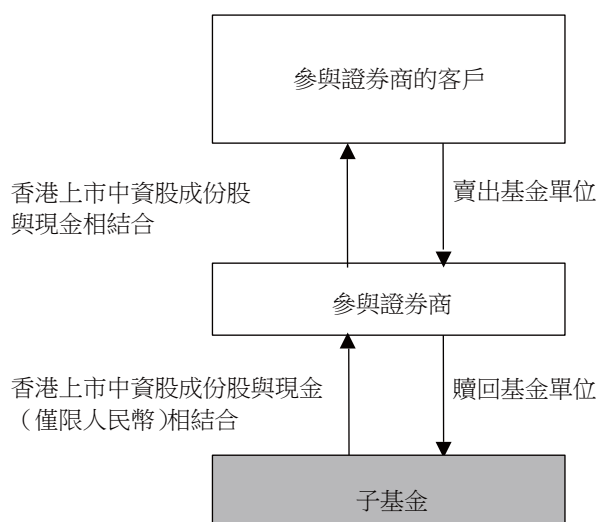 參與證券商的客戶
香港上市中資股成份股
與現金相結合
賣出基金單位
參與證券商
香港上市中資股成份股與現金
（僅限人民幣）相結合
贖回基金單位
子基金